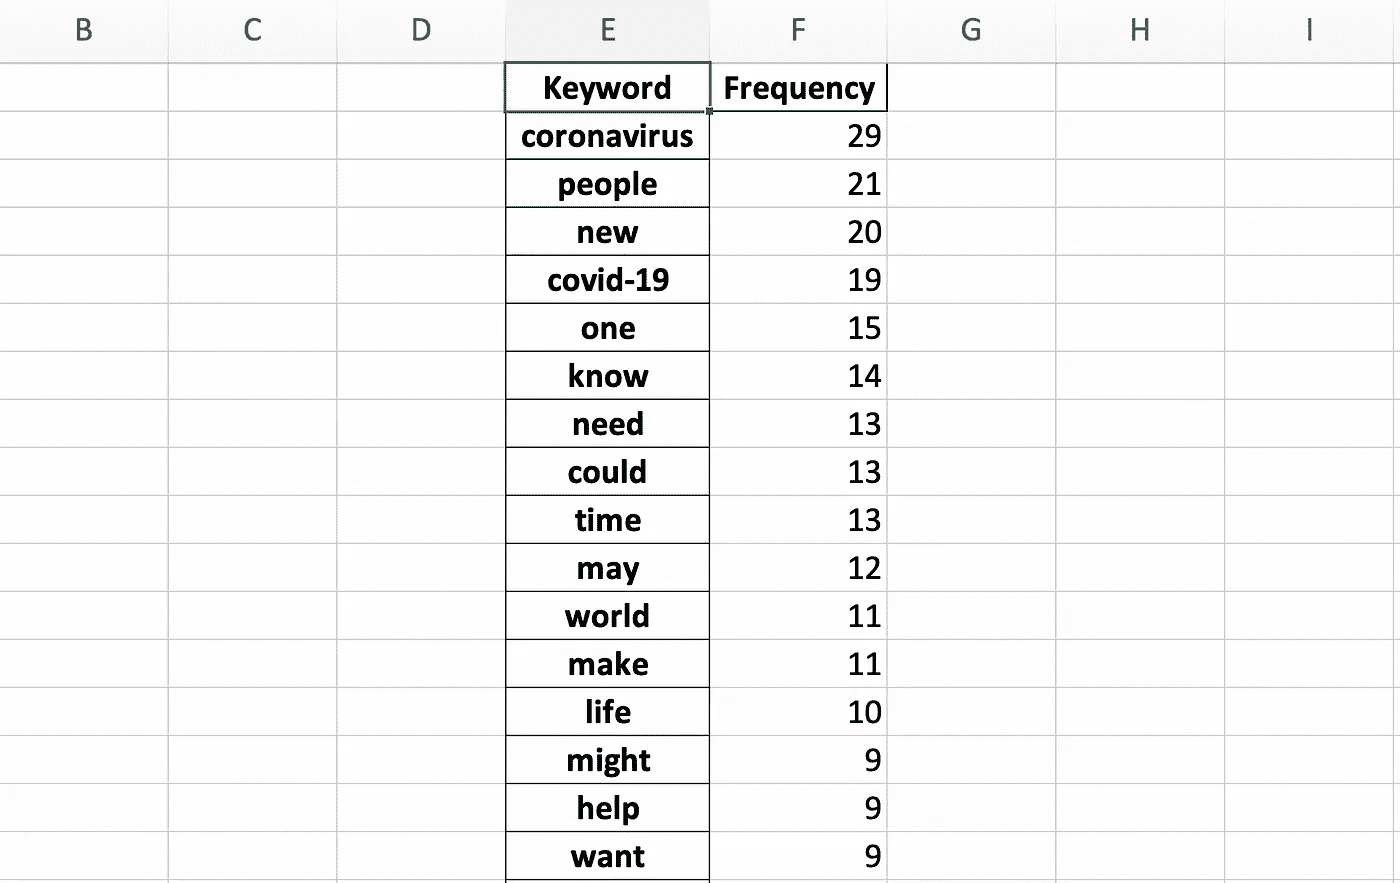 B C D E F G H I
Keyword Frequency
coronavirus 29
people 21
new 20
covid-19 19
one 15
know 14
need 13
could 13
time 13
may 12
world 11
make 11
life 10
might 9
help 9
want 9